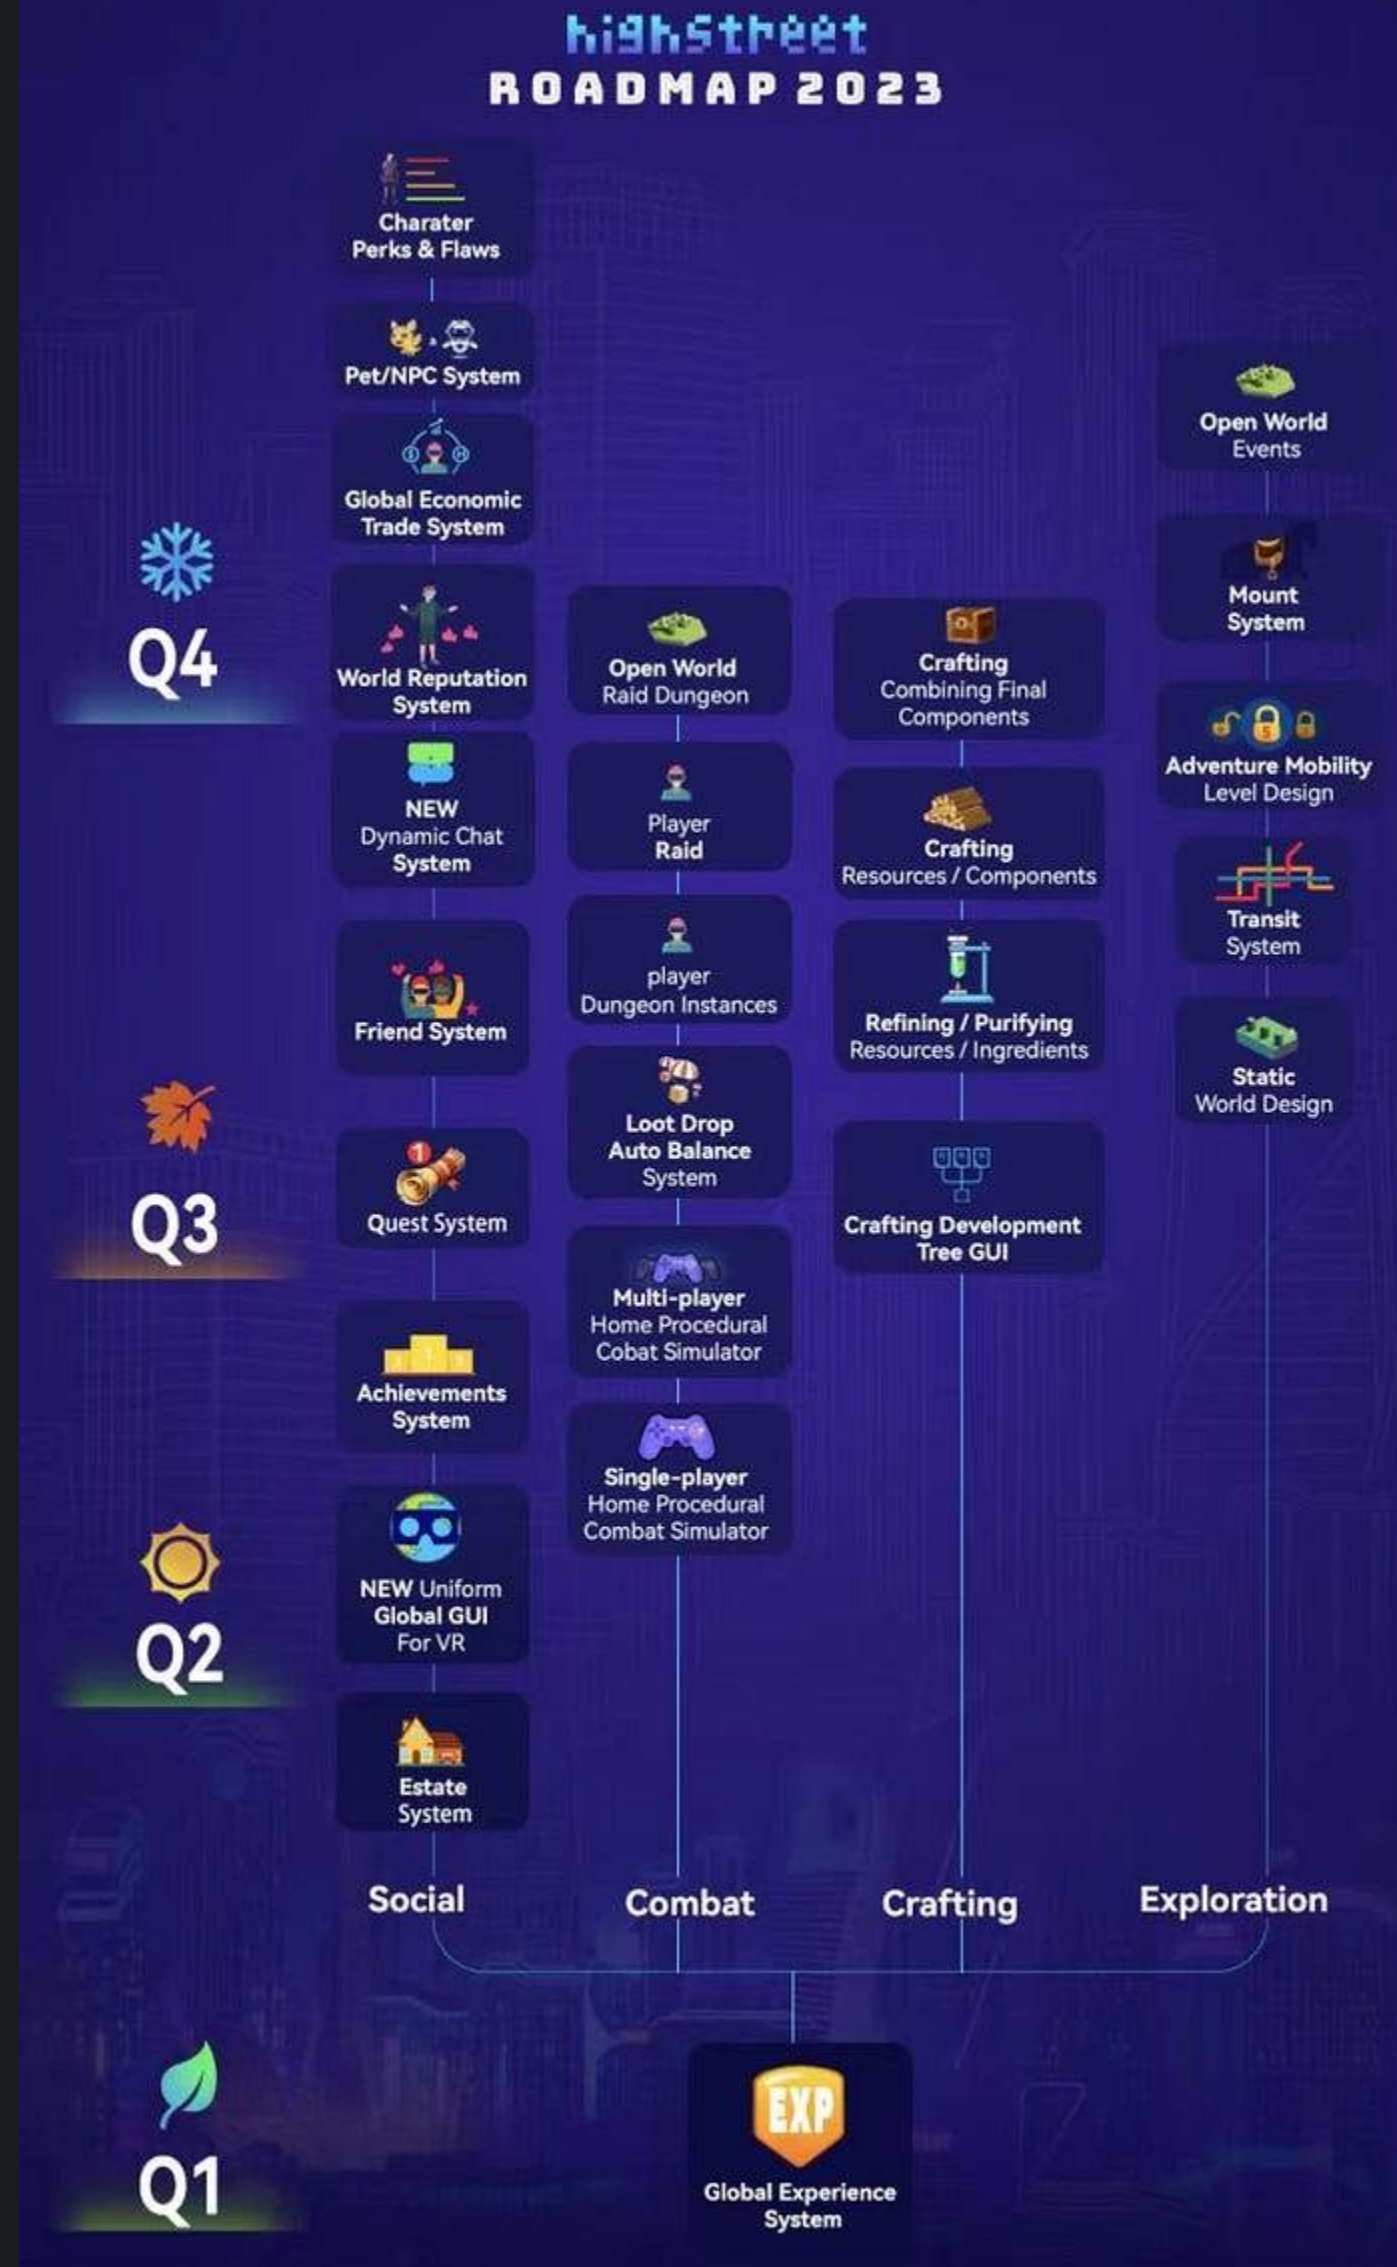 highstreet
ROADMAP 2023
Charater
Perks & Flaws
Pet/NPC System
Global Economic
Trade System
World Reputation
System
NEW
Dynamic Chat
System
Friend System
1
Quest System
Achievements
System
NEW Uniform
Global GUI
For VR
Estate
System
Social
Open World
Raid Dungeon
Player
Raid
player
Dungeon Instances
Loot Drop
Auto Balance
System
Multi-player
Home Procedural
Cobat Simulator
Single-player
Home Procedural
Combat Simulator
Combat
Crafting
Combining Final
Components
Crafting
Resources / Components
Refining / Purifying
Resources / Ingredients
Crafting Development
Tree GUI
Crafting
Open World
Events
Mount
System
5
Adventure Mobility
Level Design
Transit
System
Static
World Design
Exploration
Q4
Q3
Q2
Q1
EXP
Global Experience
System